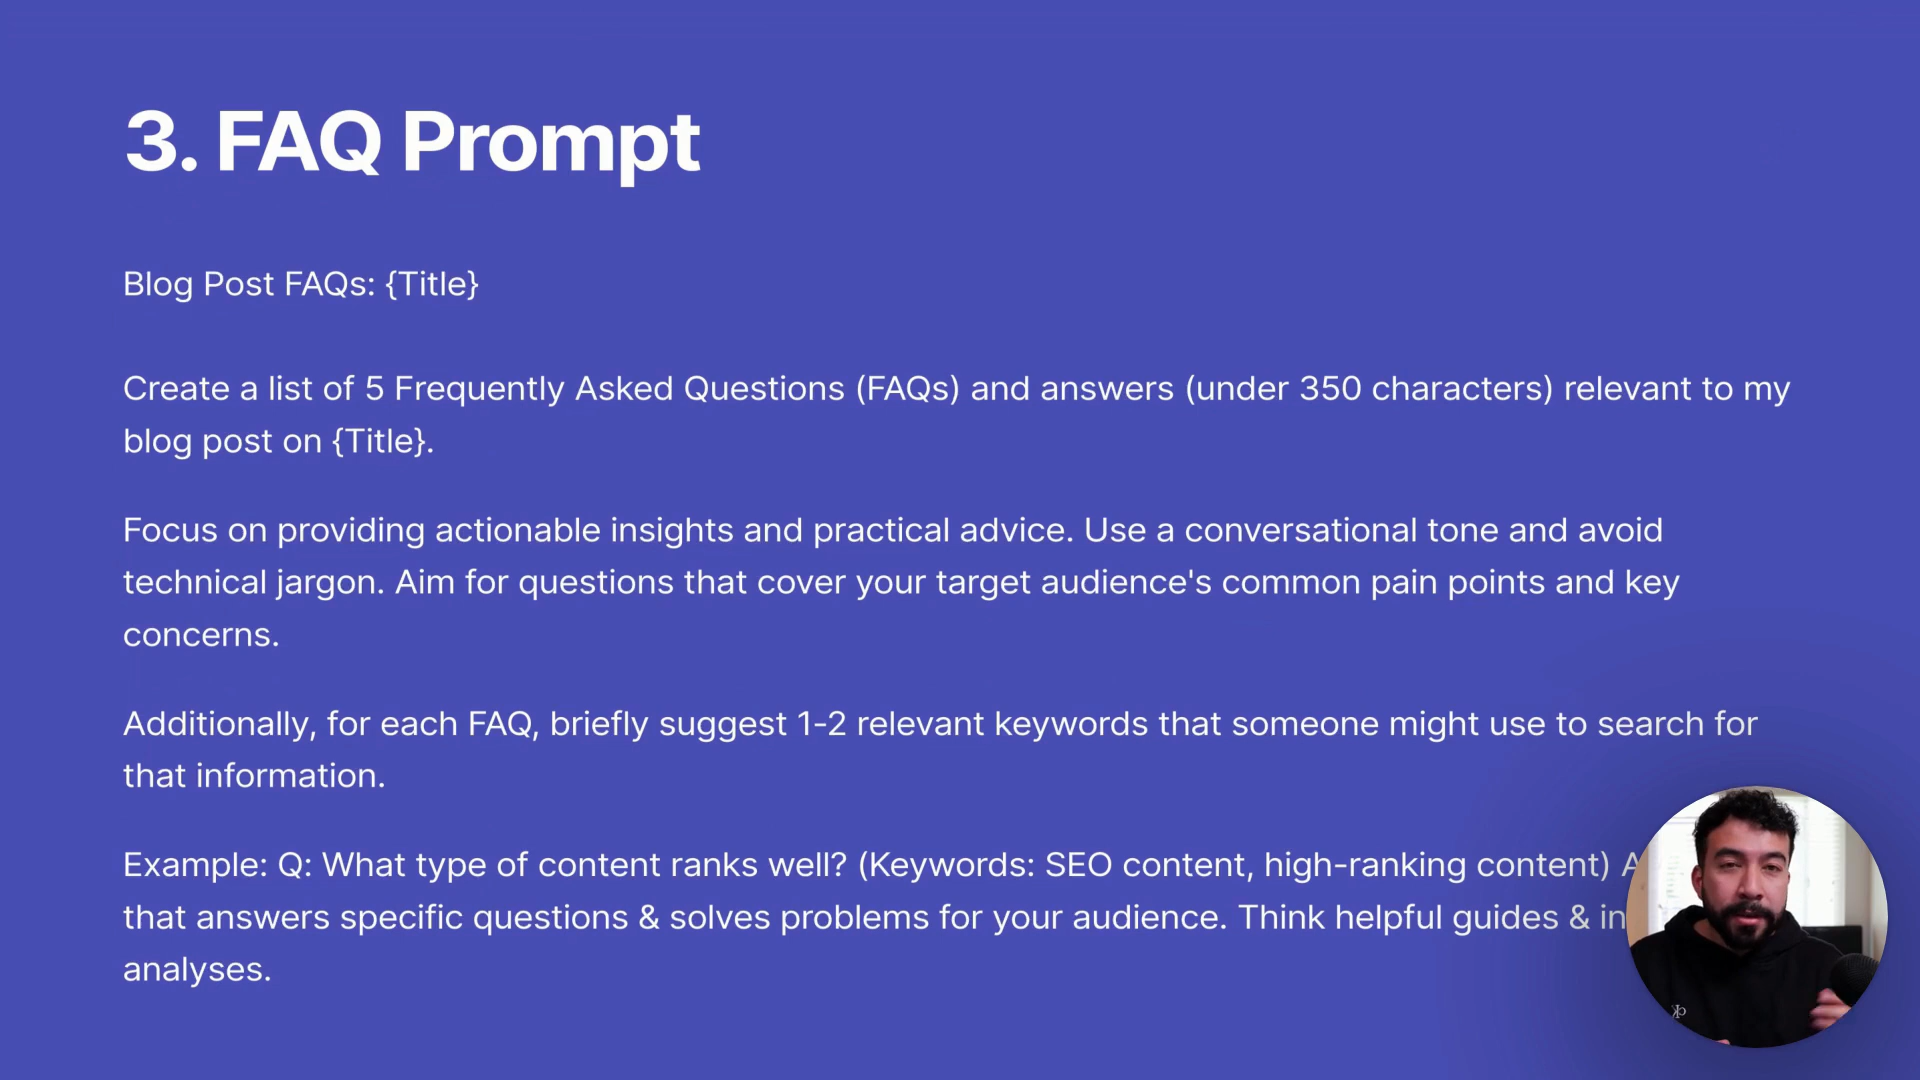 3. FAQ Prompt
Blog Post FAQs: {Title}
Create a list of 5 Frequently Asked Questions (FAQs) and answers (under 350 characters) relevant to my
blog post on {Title}.
Focus on providing actionable insights and practical advice. Use a conversational tone and avoid
technical jargon. Aim for questions that cover your target audience's common pain points and key
concerns.
Additionally, for each FAQ, briefly suggest 1-2 relevant keywords that someone might use to search for
that information.
Example: Q: What type of content ranks well? (Keywords: SEO content, high-ranking content)
that answers specific questions & solves problems for your audience. Think helpful guides &
analyses.